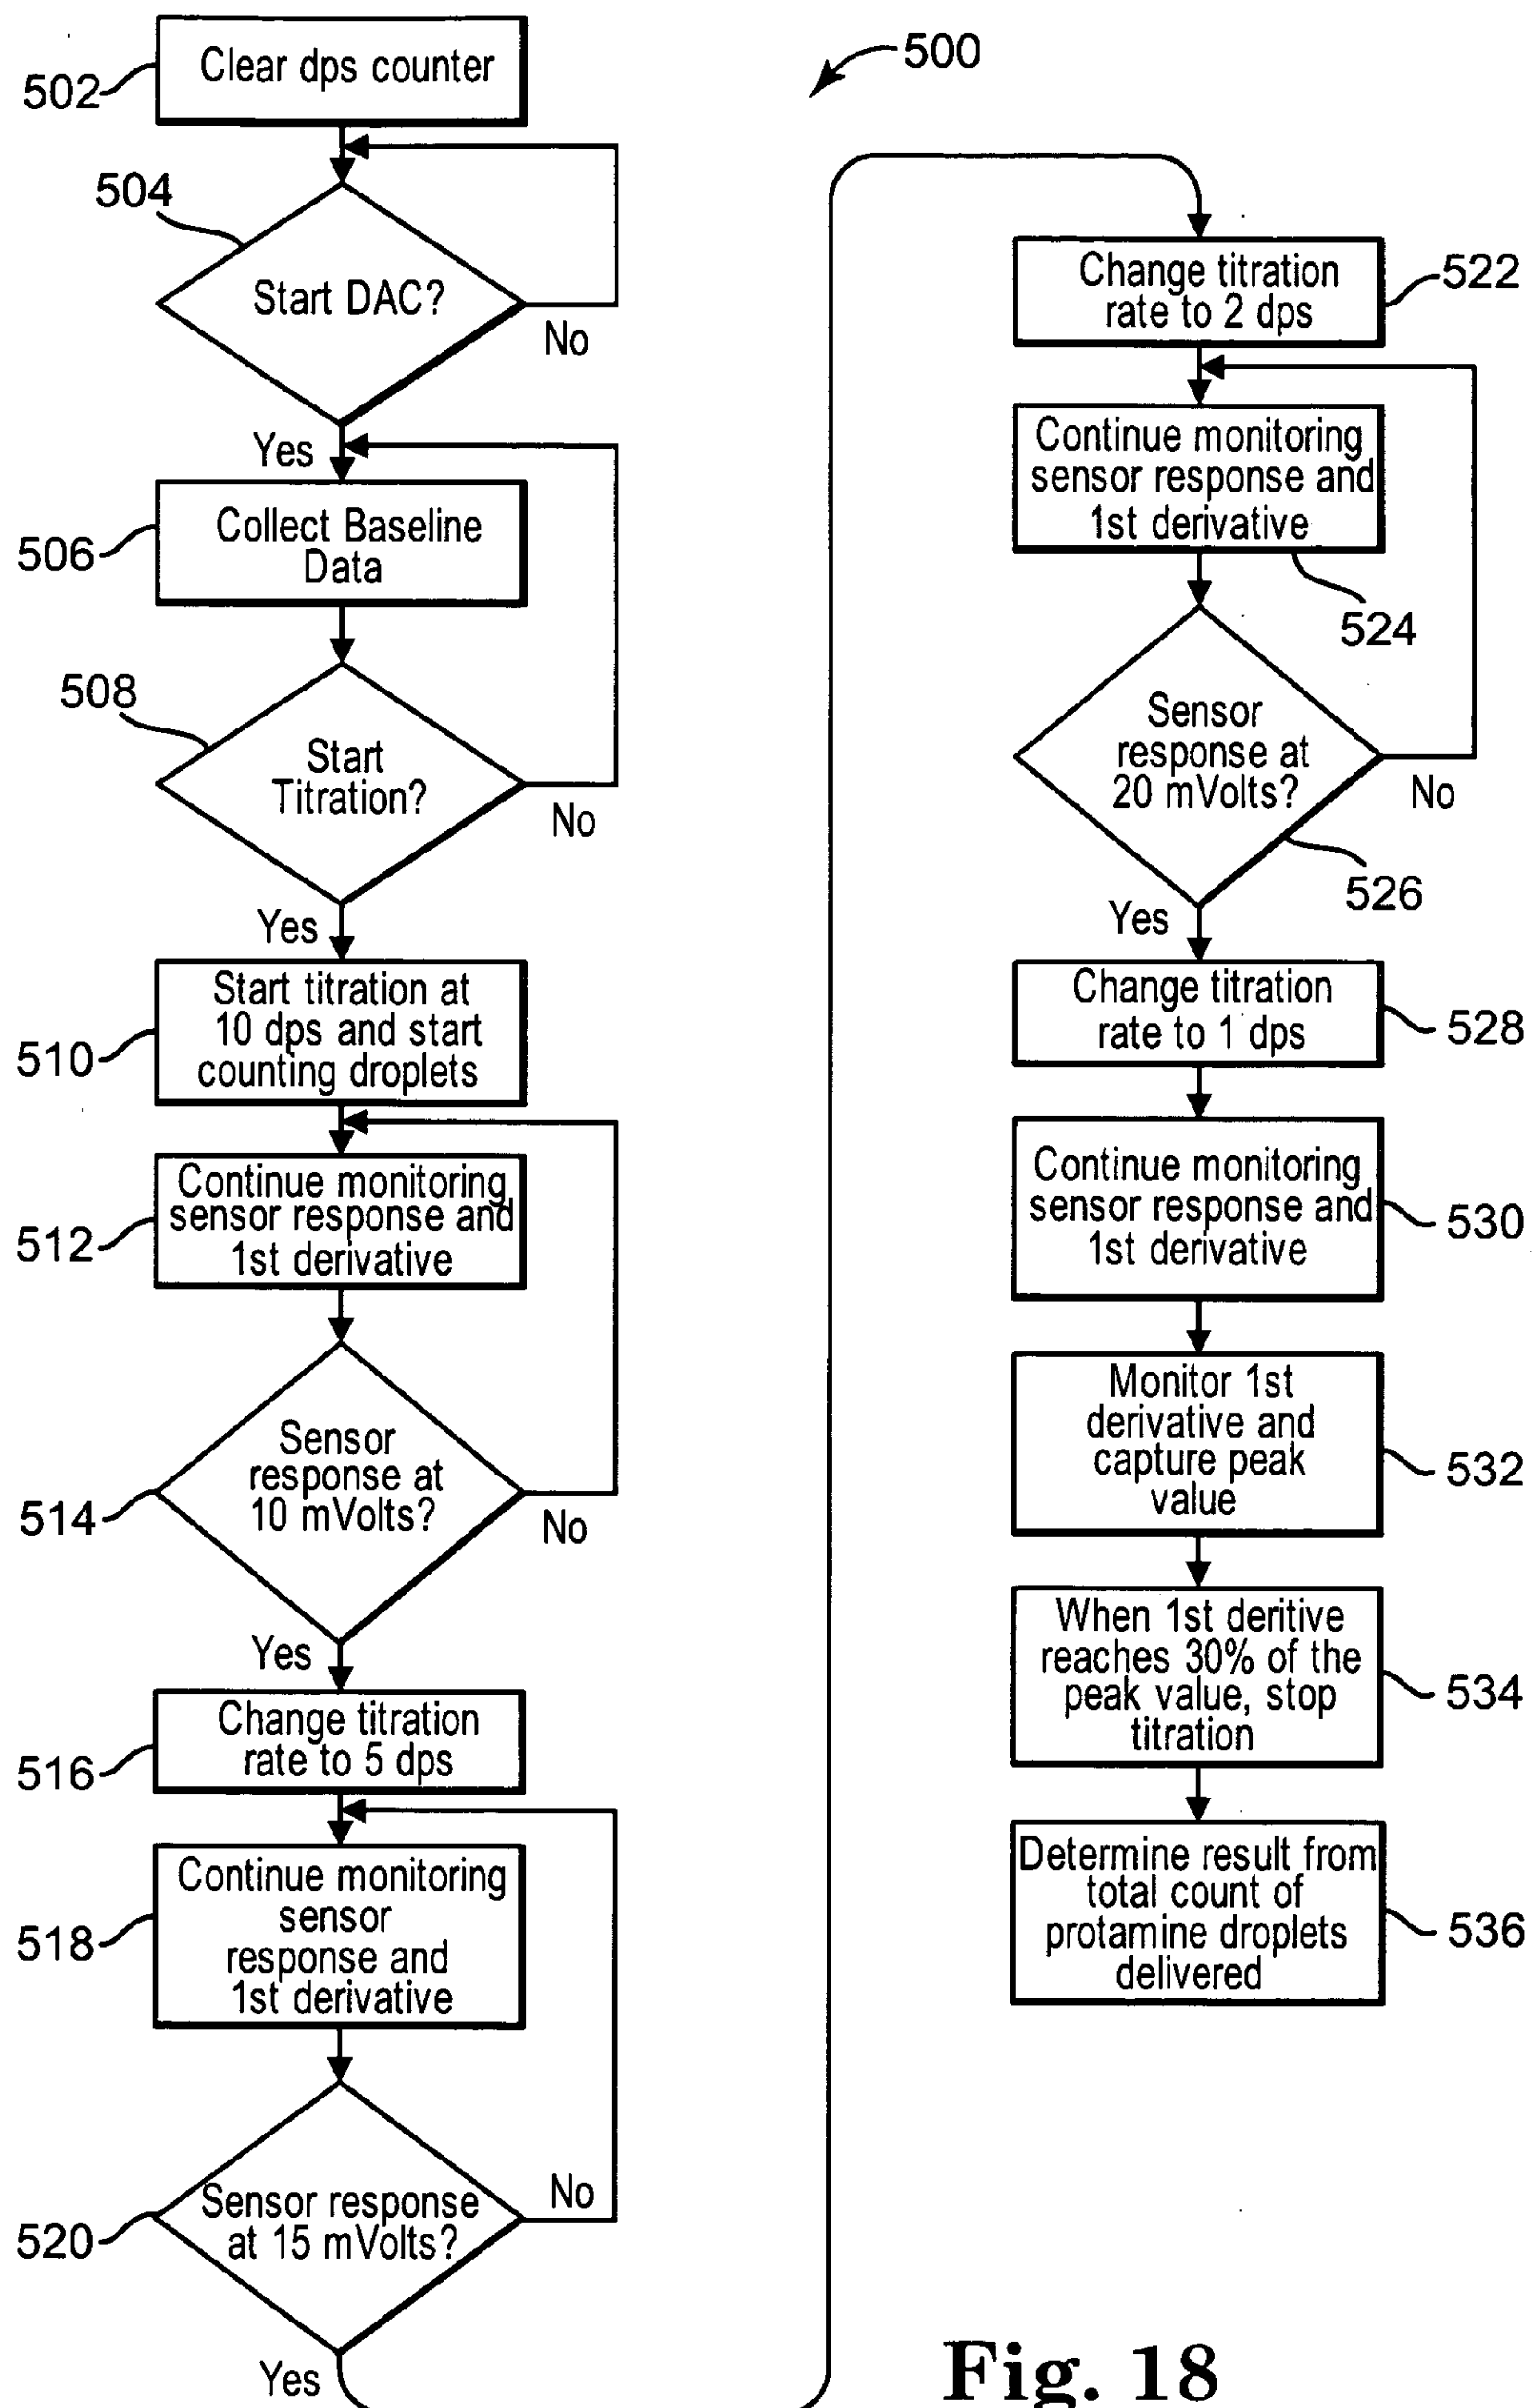 500
502
Clear dps counter
504
Start DAC?
No
Yes
506
Collect Baseline
Data
508
Start
Titration?
No
Yes
510
Start titration at
10 dps and start
counting droplets
512
Continue monitoring
sensor response and
1st derivative
514
Sensor
response at
10 mVolts?
No
Yes
516
Change titration
rate to 5 dps
518
Continue monitoring
sensor
response and
1st derivative
520
Sensor response
at 15 mVolts?
No
Yes
522
Change titration
rate to 2 dps
Continue monitoring
sensor response and
1st derivative
524
Sensor
response at
20 mVolts?
No
526
Yes
Change titration
rate to 1 dps
528
Continue monitoring
sensor response and
1st derivative
530
Monitor 1st
derivative and
capture peak
value
532
When 1st deritive
reaches 30% of the
peak value, stop
titration
534
Determine result from
total count of
protamine droplets
delivered
536
Fig. 18